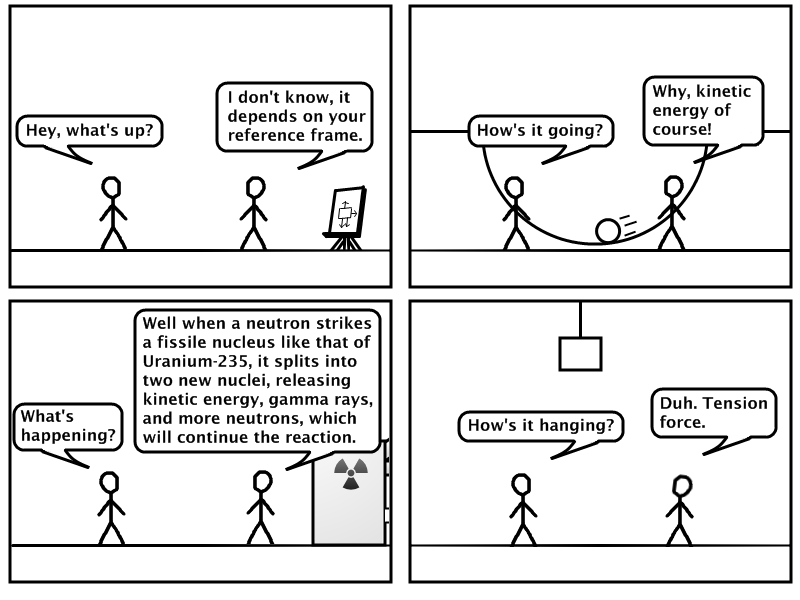 Hey, what's up?
I don't know, it
depends on your
reference frame.
How's it going?
Why, kinetic
energy of
course!
What's
happening?
Well when a neutron strikes
a fissile nucleus like that of
Uranium-235, it splits into
two new nuclei, releasing
kinetic energy, gamma rays,
and more neutrons, which
will continue the reaction.
How's it hanging?
Duh. Tension
force.